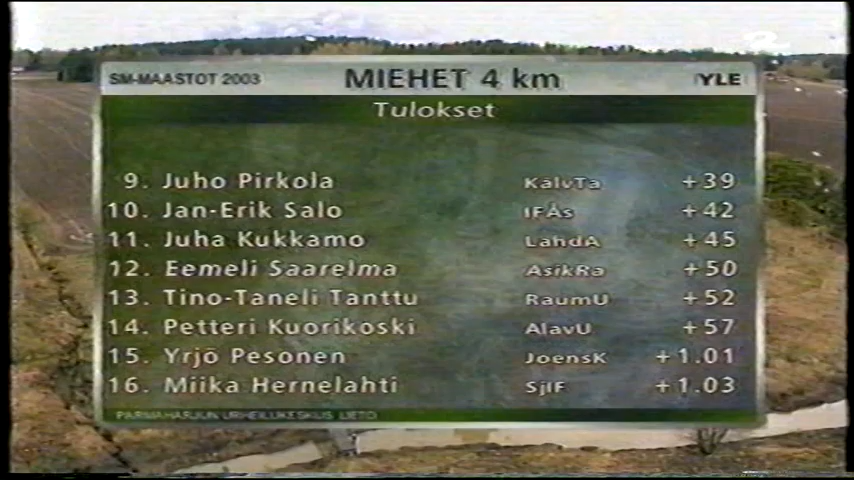 2
SM-MAASTOT 2003 MIEHET 4 km YLE
Tulokset
9. Juho Pirkola KälvTa +39
10. Jan-Erik Salo IFÅs +42
11. Juha Kukkamo LahdA +45
12. Eemeli Saarelma AsikRa +50
13. Tino-Taneli Tanttu RaumU +52
14. Petteri Kuorikoski AlavU +57
15. Yrjö Pesonen JoensK +1.01
16. Miika Hernelahti SjIF +1.03
PARMAHARJUN URHEILUKESKUS LIETO